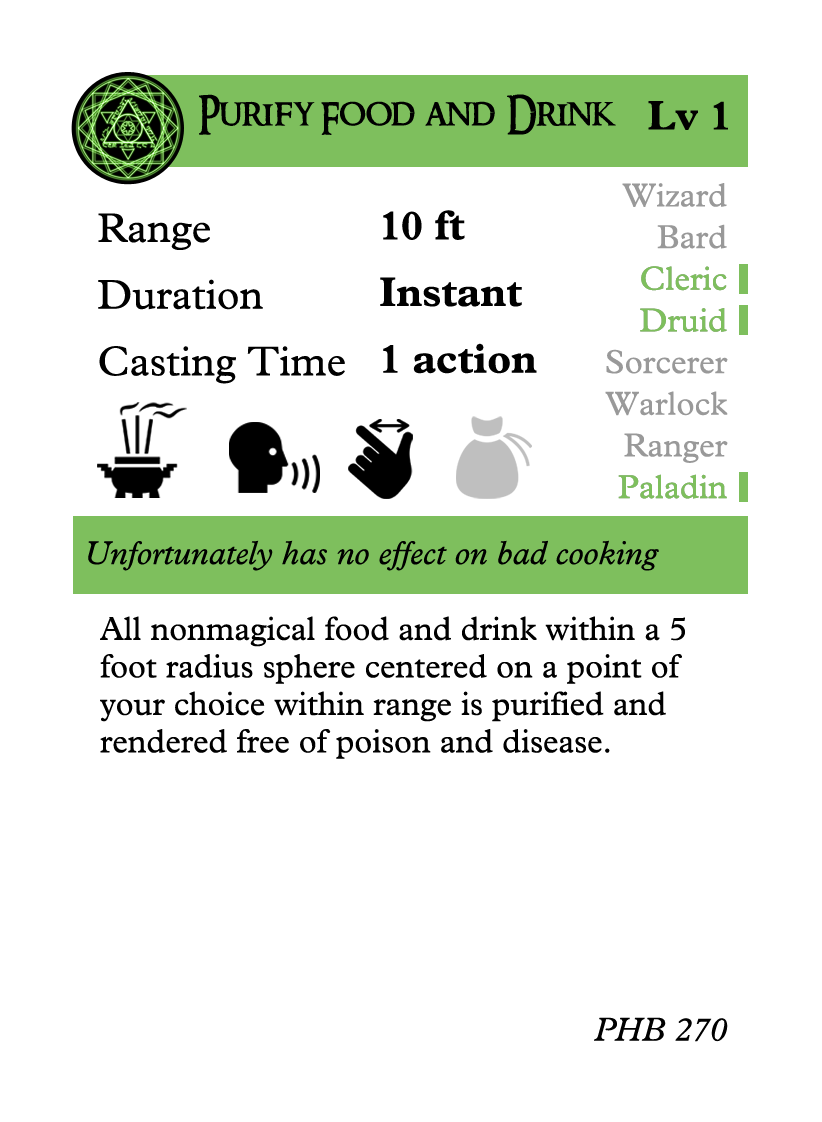 Purify Food and Drink Lv 1
Range 10 ft
Duration Instant
Casting Time 1 action
Wizard
Bard
Cleric
Druid
Sorcerer
Warlock
Ranger
Paladin
Unfortunately has no effect on bad cooking
All nonmagical food and drink within a 5
foot radius sphere centered on a point of
your choice within range is purified and
rendered free of poison and disease.
PHB 270